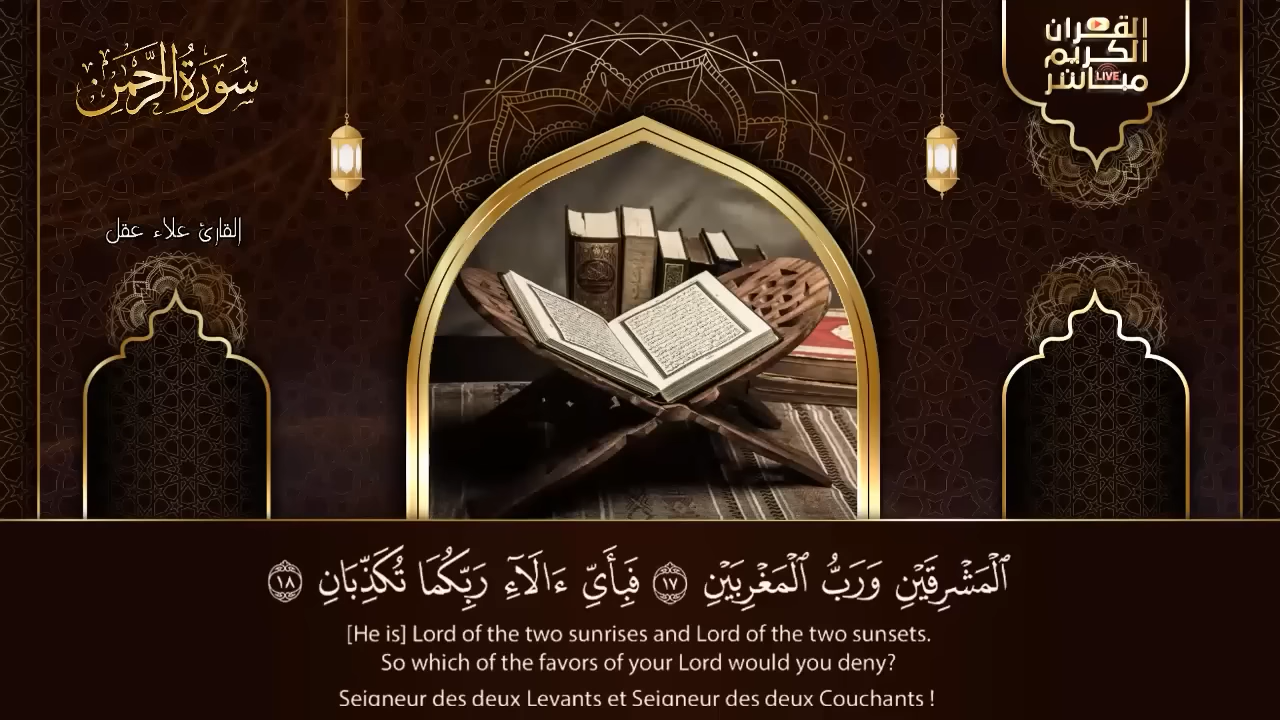 سُورَةُ الرَّحْمَٰن
القرآن
الكريم
مباشر
LIVE
القارئ علاء عقل
ٱلْمَشْرِقَيْنِ وَرَبُّ ٱلْمَغْرِبَيْنِ ١٧ فَبِأَيِّ ءَالَآءِ رَبِّكُمَا تُكَذِّبَانِ ١٨
[He is] Lord of the two sunrises and Lord of the two sunsets.
So which of the favors of your Lord would you deny?
Seigneur des deux Levants et Seigneur des deux Couchants !